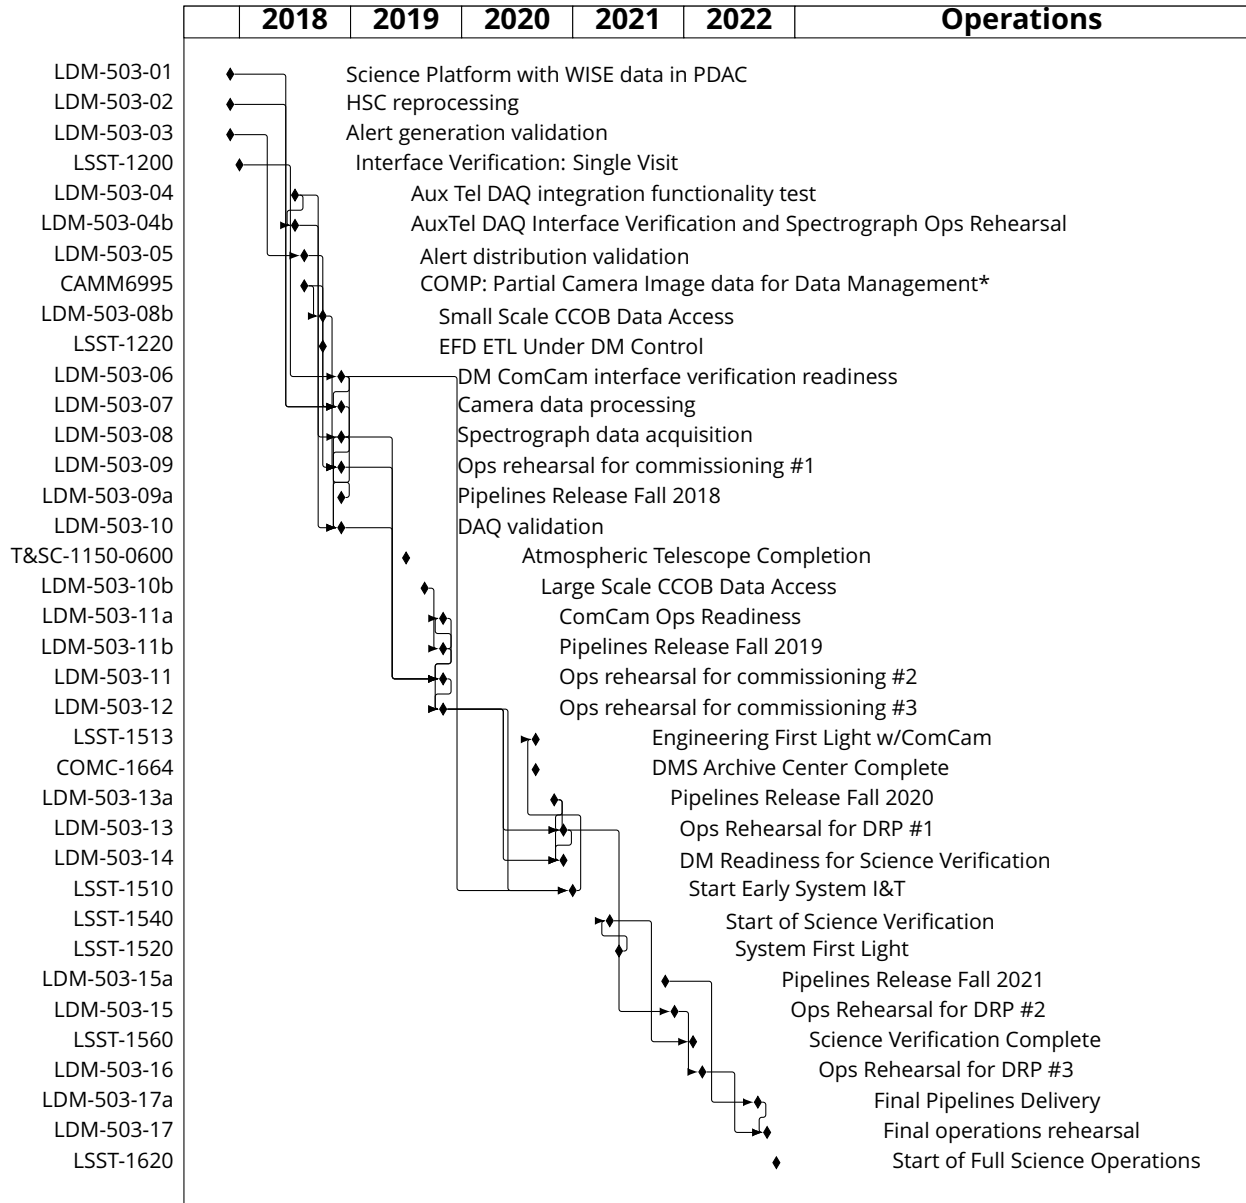 2018 2019 2020 2021 2022 Operations
LDM-503-01 Science Platform with WISE data in PDAC
LDM-503-02 HSC reprocessing
LDM-503-03 Alert generation validation
LSST-1200 Interface Verification: Single Visit
LDM-503-04 Aux Tel DAQ integration functionality test
LDM-503-04b AuxTel DAQ Interface Verification and Spectrograph Ops Rehearsal
LDM-503-05 Alert distribution validation
CAMM6995 COMP: Partial Camera Image data for Data Management*
LDM-503-08b Small Scale CCOB Data Access
LSST-1220 EFD ETL Under DM Control
LDM-503-06 DM ComCam interface verification readiness
LDM-503-07 Camera data processing
LDM-503-08 Spectrograph data acquisition
LDM-503-09 Ops rehearsal for commissioning #1
LDM-503-09a Pipelines Release Fall 2018
LDM-503-10 DAQ validation
T&SC-1150-0600 Atmospheric Telescope Completion
LDM-503-10b Large Scale CCOB Data Access
LDM-503-11a ComCam Ops Readiness
LDM-503-11b Pipelines Release Fall 2019
LDM-503-11 Ops rehearsal for commissioning #2
LDM-503-12 Ops rehearsal for commissioning #3
LSST-1513 Engineering First Light w/ComCam
COMC-1664 DMS Archive Center Complete
LDM-503-13a Pipelines Release Fall 2020
LDM-503-13 Ops Rehearsal for DRP #1
LDM-503-14 DM Readiness for Science Verification
LSST-1510 Start Early System I&T
LSST-1540 Start of Science Verification
LSST-1520 System First Light
LDM-503-15a Pipelines Release Fall 2021
LDM-503-15 Ops Rehearsal for DRP #2
LSST-1560 Science Verification Complete
LDM-503-16 Ops Rehearsal for DRP #3
LDM-503-17a Final Pipelines Delivery
LDM-503-17 Final operations rehearsal
LSST-1620 Start of Full Science Operations